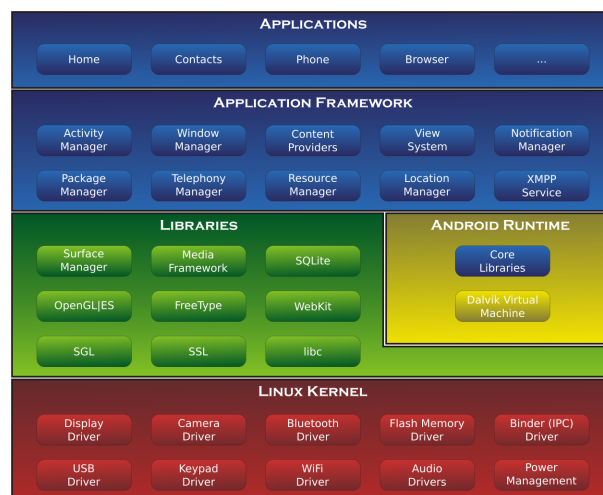 APPLICATIONS
Home
Contacts
Phone
Browser
...
APPLICATION FRAMEWORK
Activity
Manager
Window
Manager
Content
Providers
View
System
Notification
Manager
Package
Manager
Telephony
Manager
Resource
Manager
Location
Manager
XMPP
Service
LIBRARIES
Surface
Manager
Media
Framework
SQLite
OpenGL|ES
FreeType
WebKit
SGL
SSL
libc
ANDROID RUNTIME
Core
Libraries
Dalvik Virtual
Machine
LINUX KERNEL
Display
Driver
Camera
Driver
Bluetooth
Driver
Flash Memory
Driver
Binder (IPC)
Driver
USB
Driver
Keypad
Driver
WiFi
Driver
Audio
Drivers
Power
Management